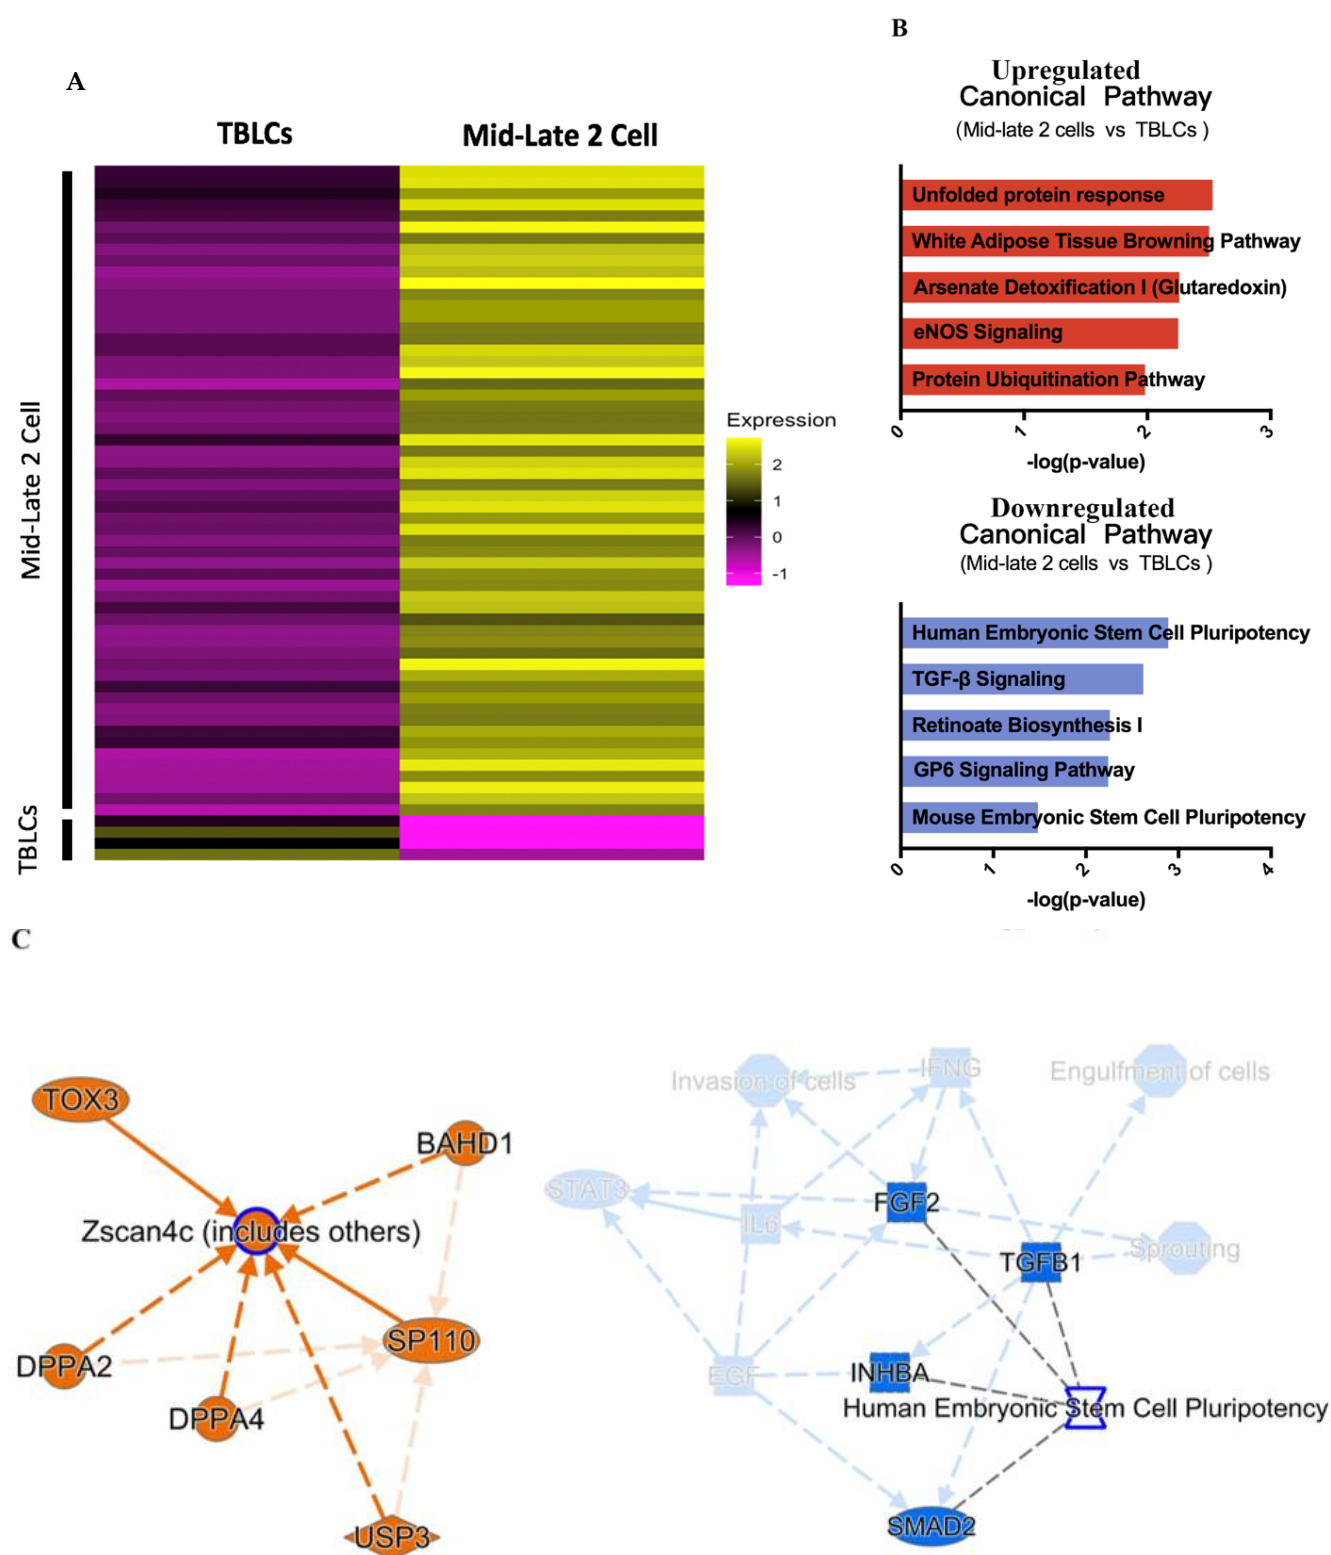 A
TBLCs
Mid-Late 2 Cell
Mid-Late 2 Cell
TBLCs
Expression
2
1
0
-1
B
Upregulated
Canonical Pathway
(Mid-late 2 cells vs TBLCs )
Unfolded protein response
White Adipose Tissue Browning Pathway
Arsenate Detoxification I (Glutaredoxin)
eNOS Signaling
Protein Ubiquitination Pathway
0 1 2 3
-log(p-value)
Downregulated
Canonical Pathway
(Mid-late 2 cells vs TBLCs )
Human Embryonic Stem Cell Pluripotency
TGF-β Signaling
Retinoate Biosynthesis I
GP6 Signaling Pathway
Mouse Embryonic Stem Cell Pluripotency
0 1 2 3 4
-log(p-value)
C
TOX3
BAHD1
Zscan4c (includes others)
SP110
DPPA2
DPPA4
USP3
Invasion of cells
IFNG
Engulfment of cells
STAT3
FGF2
IL6
Sprouting
TGFB1
EGF
INHBA
Human Embryonic Stem Cell Pluripotency
SMAD2